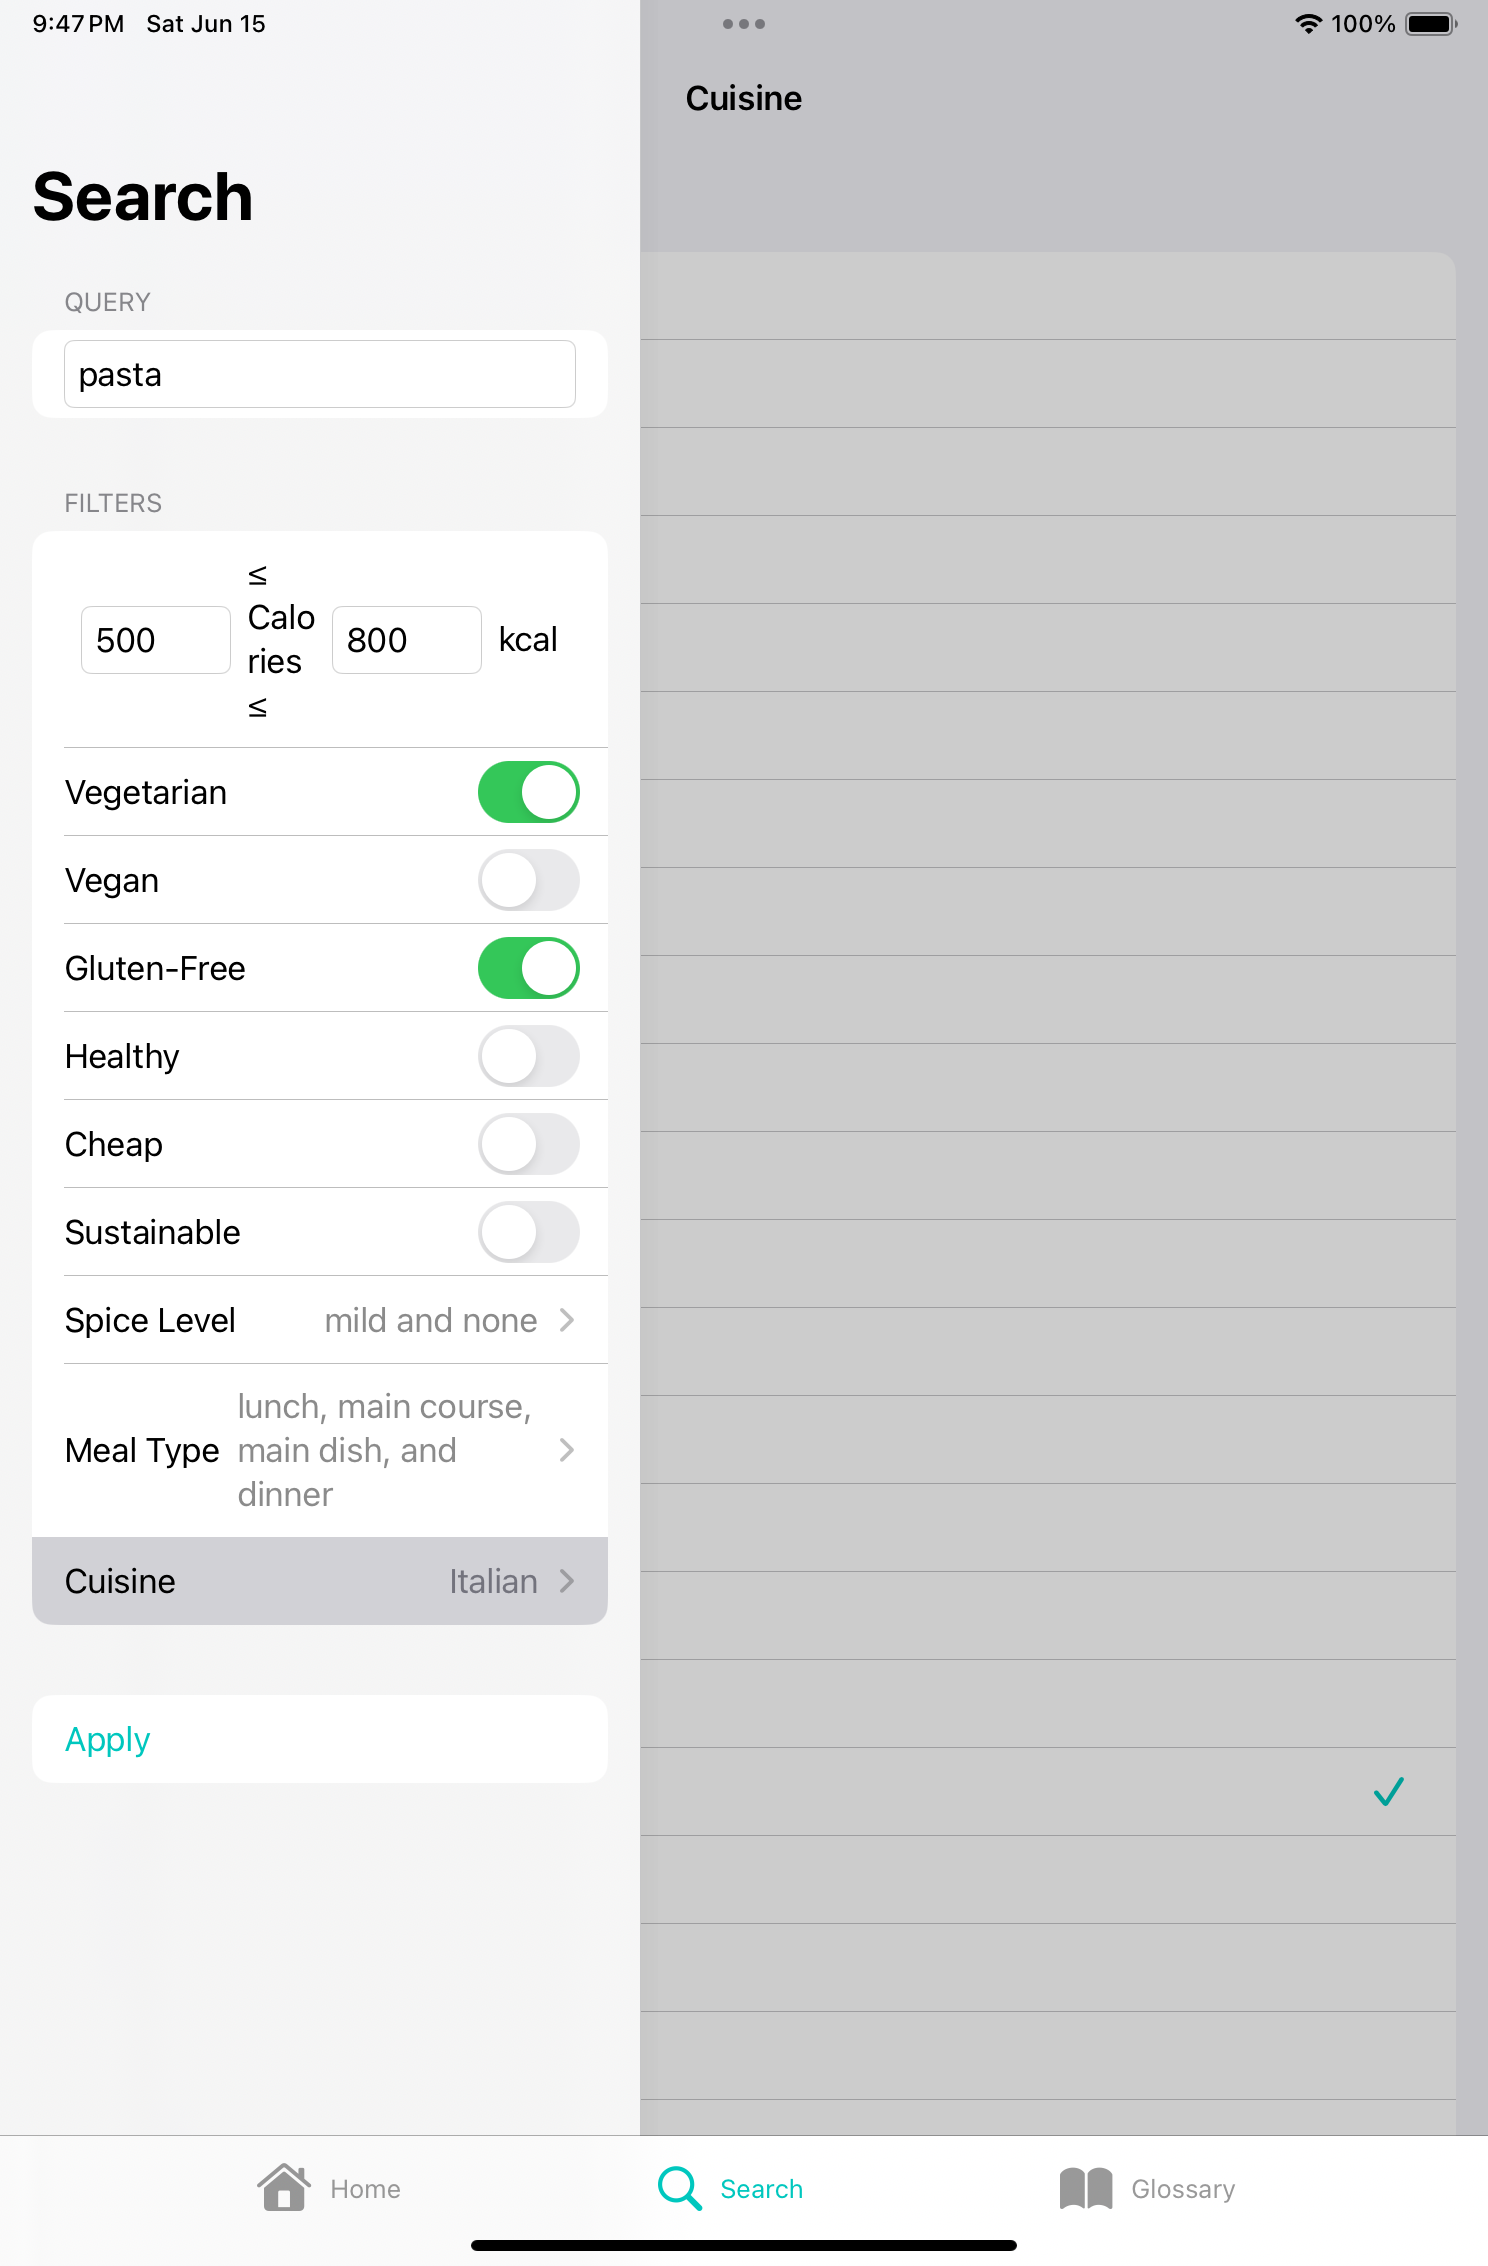 9:47 PM Sat Jun 15
100%
Cuisine
Search
QUERY
pasta
FILTERS
500
≤
Calo
ries
≤
800
kcal
Vegetarian
Vegan
Gluten-Free
Healthy
Cheap
Sustainable
Spice Level mild and none
Meal Type
lunch, main course,
main dish, and
dinner
Cuisine Italian
Apply
Home Search Glossary